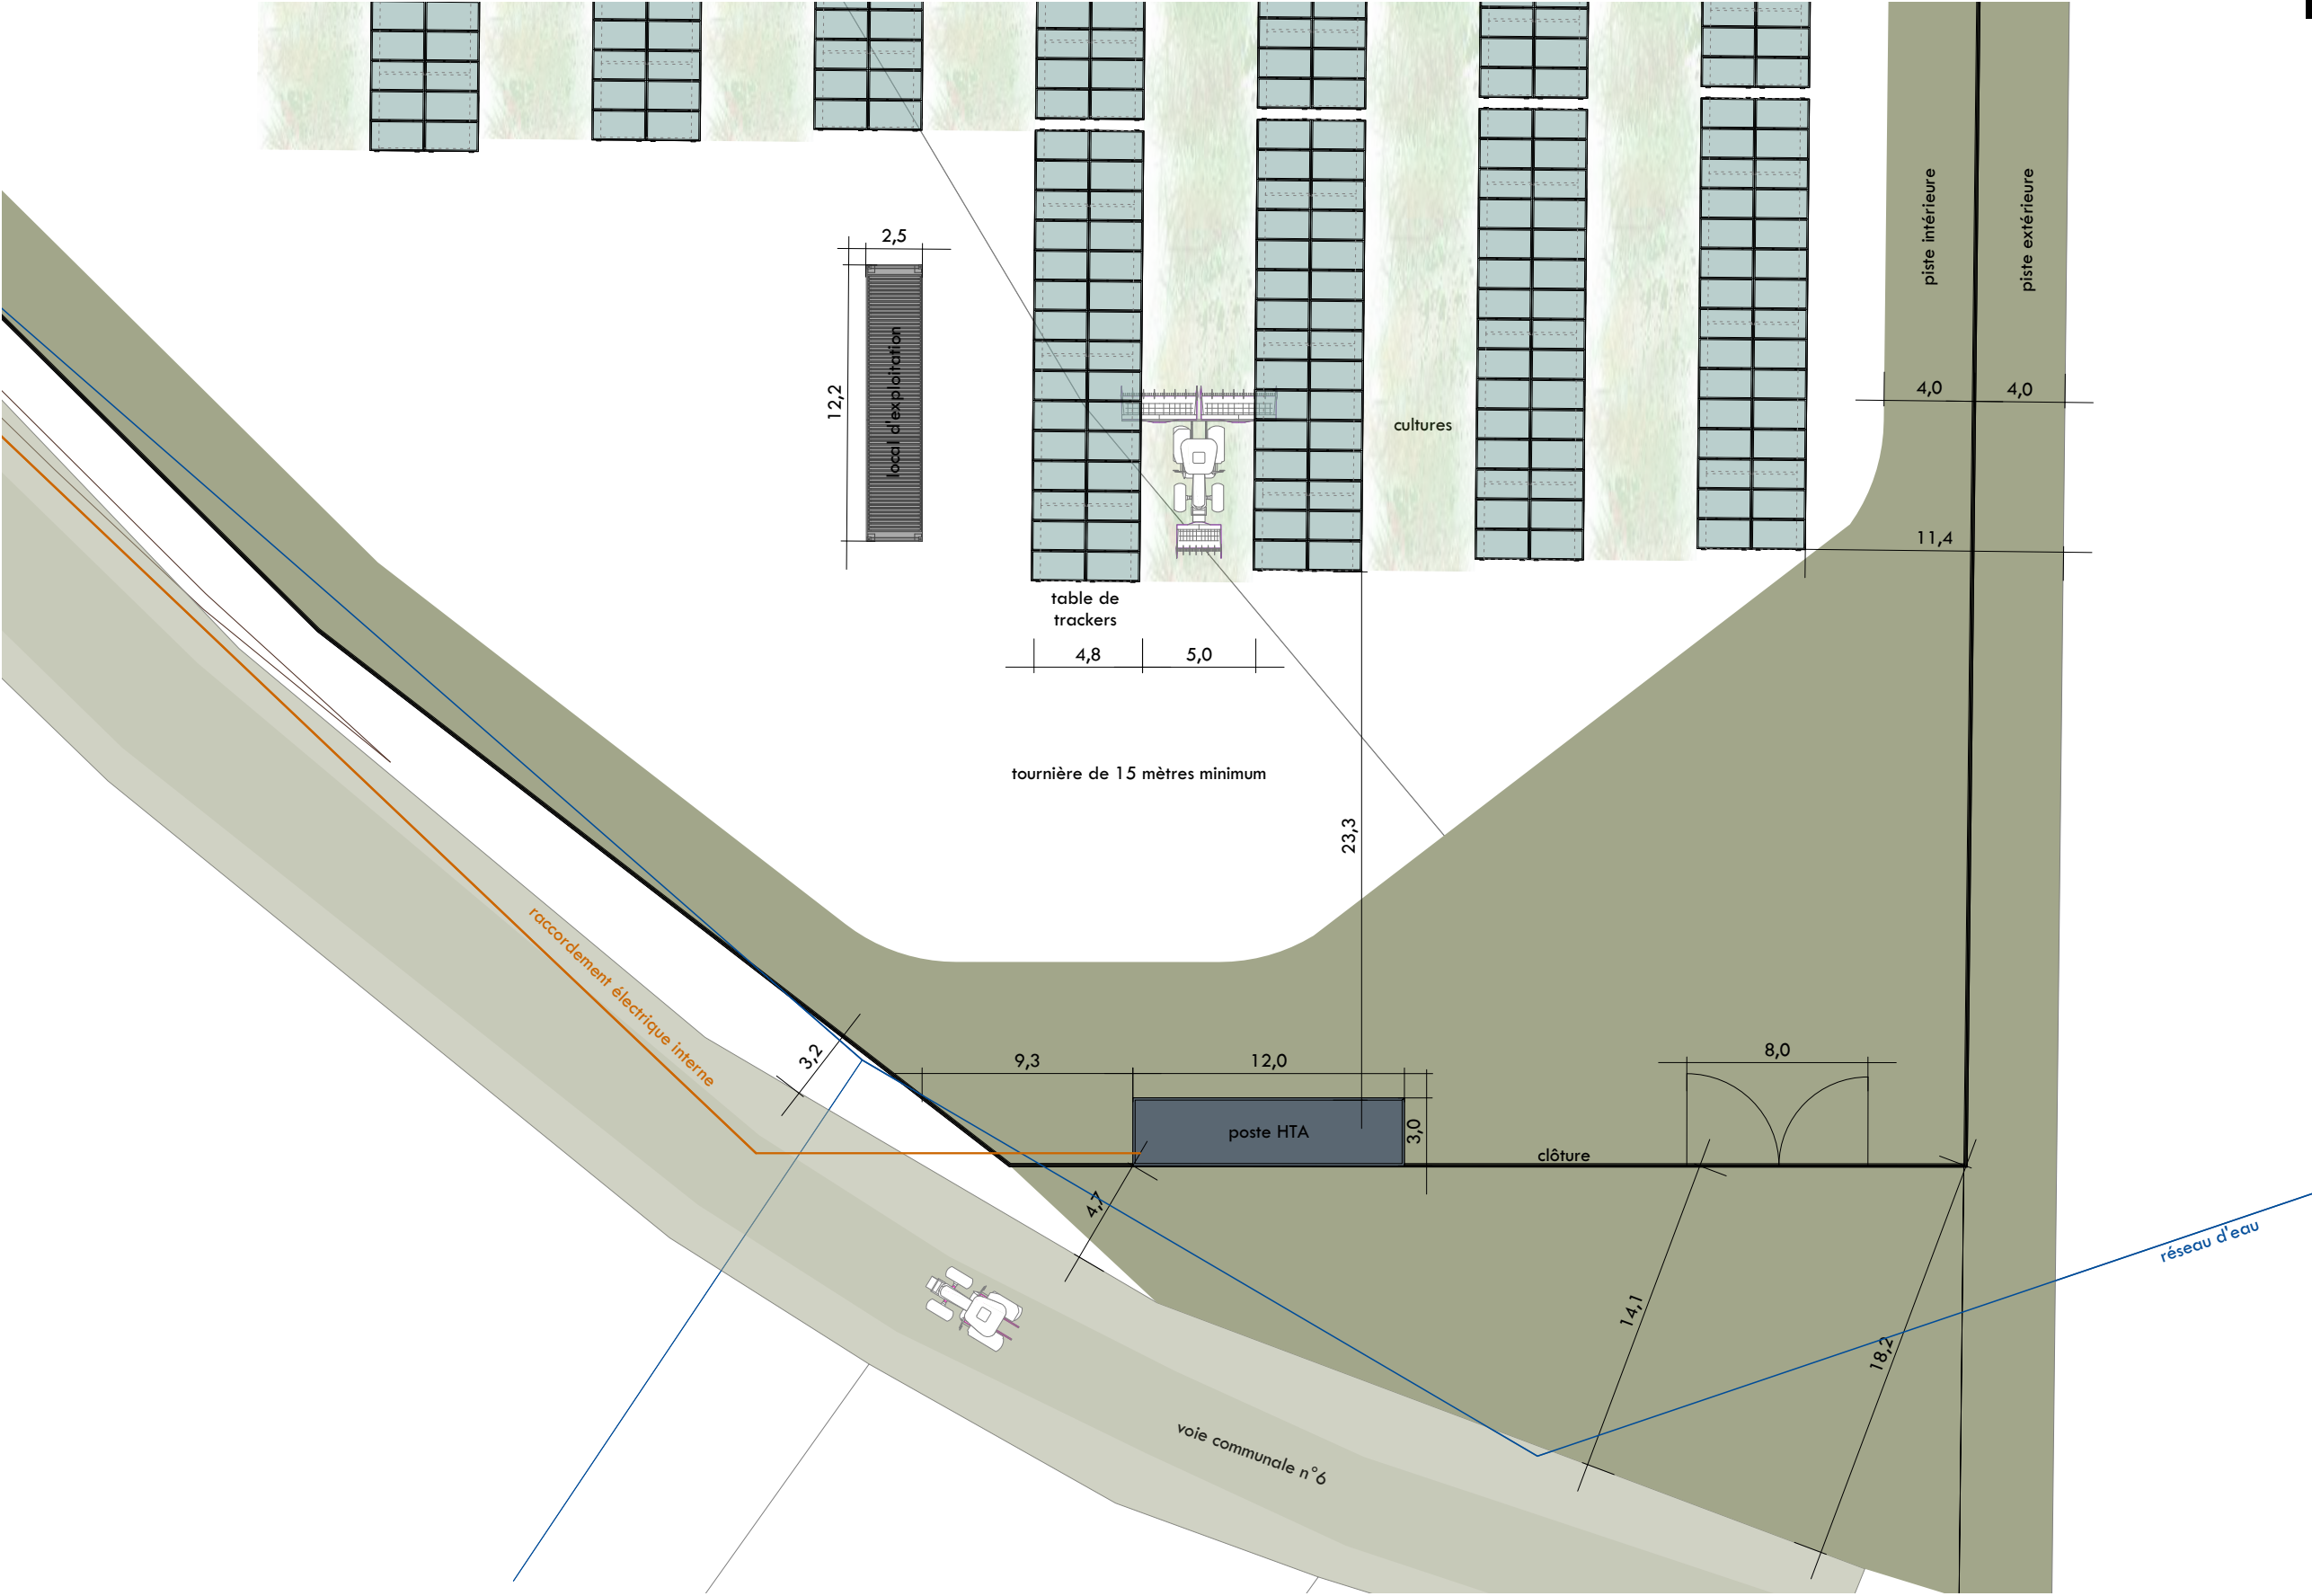 piste intérieure
piste extérieure
2,5
local d'exploitation
12,2
4,0
4,0
cultures
11,4
table de
trackers
4,8
5,0
tournière de 15 mètres minimum
23,3
raccordement électrique interne
3,2
9,3
12,0
8,0
poste HTA
3,0
clôture
4,7
réseau d'eau
14,1
18,2
voie communale n°6